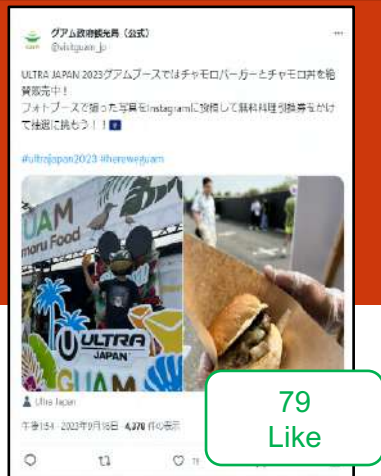 グアム政府観光局（公式）
@visitguam_jp
ULTRA JAPAN 2023グアムブースではチャモロバーガーとチャモロ丼を絶
賛販売中！
フォトブースで撮った写真をInstagramに投稿して無料料理引換券をかけ
て抽選に挑もう！！
#ultrajapan2023 #hereweguam
GUAM
Chamoru Food
ULTRA
JAPAN
GUAM
Ultra Japan
午後1:54 · 2023年9月16日 · 4,378 件の表示
79
Like